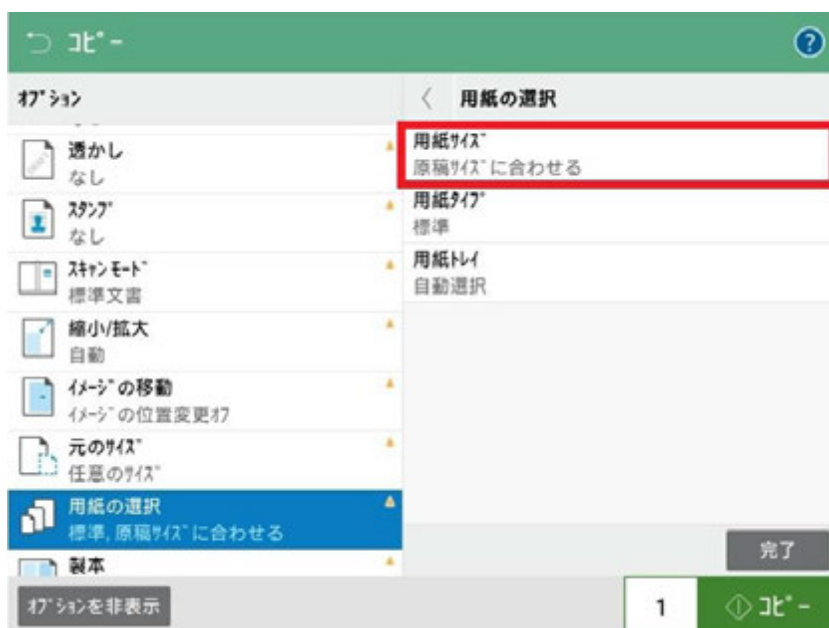 ｺﾋﾟｰ
?
ｵﾌﾟｼｮﾝ
用紙の選択
透かし
なし
ｽﾀﾝﾌﾟ
なし
ｽｷｬﾝ ﾓｰﾄﾞ
標準文書
縮小/拡大
自動
ｲﾒｰｼﾞの移動
ｲﾒｰｼﾞの位置変更ｵﾌ
元のｻｲｽﾞ
任意のｻｲｽﾞ
用紙の選択
標準, 原稿ｻｲｽﾞに合わせる
製本
用紙ｻｲｽﾞ
原稿ｻｲｽﾞに合わせる
用紙ﾀｲﾌﾟ
標準
用紙ﾄﾚｲ
自動選択
完了
ｵﾌﾟｼｮﾝを非表示
1
ｺﾋﾟｰ